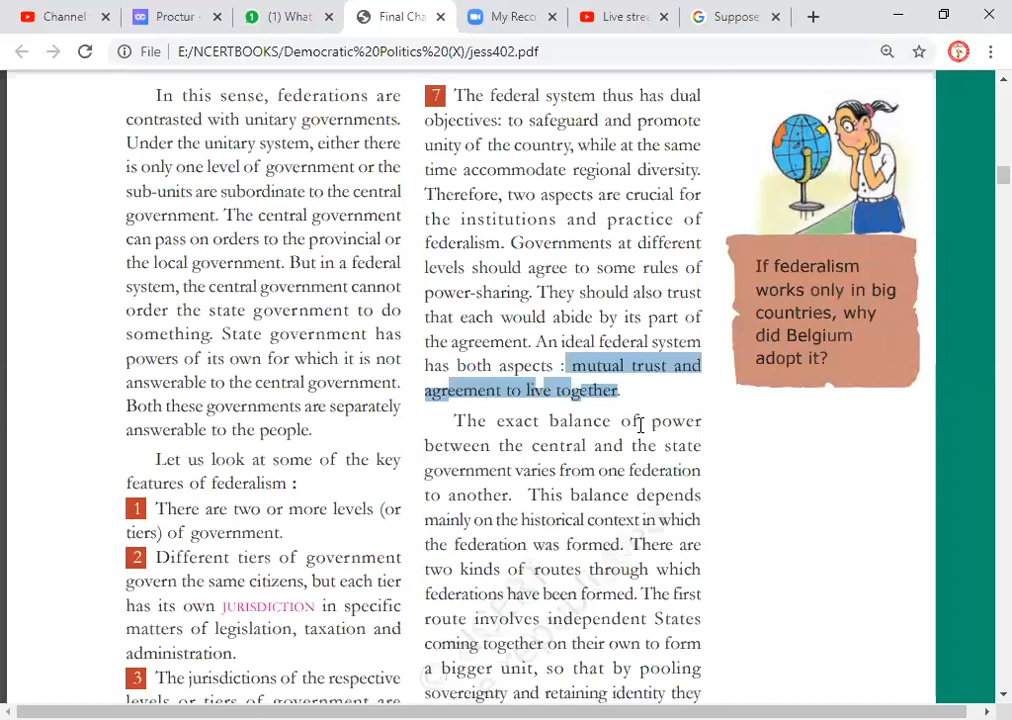 Channel
Proctur -
(1) What
Final Cha
My Reco
Live stree
Suppose
File E:/NCERTBOOKS/Democratic%20Politics%20(X)/jess402.pdf
In this sense, federations are
contrasted with unitary governments.
Under the unitary system, either there
is only one level of government or the
sub-units are subordinate to the central
government. The central government
can pass on orders to the provincial or
the local government. But in a federal
system, the central government cannot
order the state government to do
something. State government has
powers of its own for which it is not
answerable to the central government.
Both these governments are separately
answerable to the people.
Let us look at some of the key
features of federalism :
1 There are two or more levels (or
tiers) of government.
2 Different tiers of government
govern the same citizens, but each tier
has its own JURISDICTION in specific
matters of legislation, taxation and
administration.
3 The jurisdictions of the respective
levels or tiers of government are
7 The federal system thus has dual
objectives: to safeguard and promote
unity of the country, while at the same
time accommodate regional diversity.
Therefore, two aspects are crucial for
the institutions and practice of
federalism. Governments at different
levels should agree to some rules of
power-sharing. They should also trust
that each would abide by its part of
the agreement. An ideal federal system
has both aspects : mutual trust and
agreement to live together.
The exact balance of power
between the central and the state
government varies from one federation
to another. This balance depends
mainly on the historical context in which
the federation was formed. There are
two kinds of routes through which
federations have been formed. The first
route involves independent States
coming together on their own to form
a bigger unit, so that by pooling
sovereignty and retaining identity they
If federalism
works only in big
countries, why
did Belgium
adopt it?